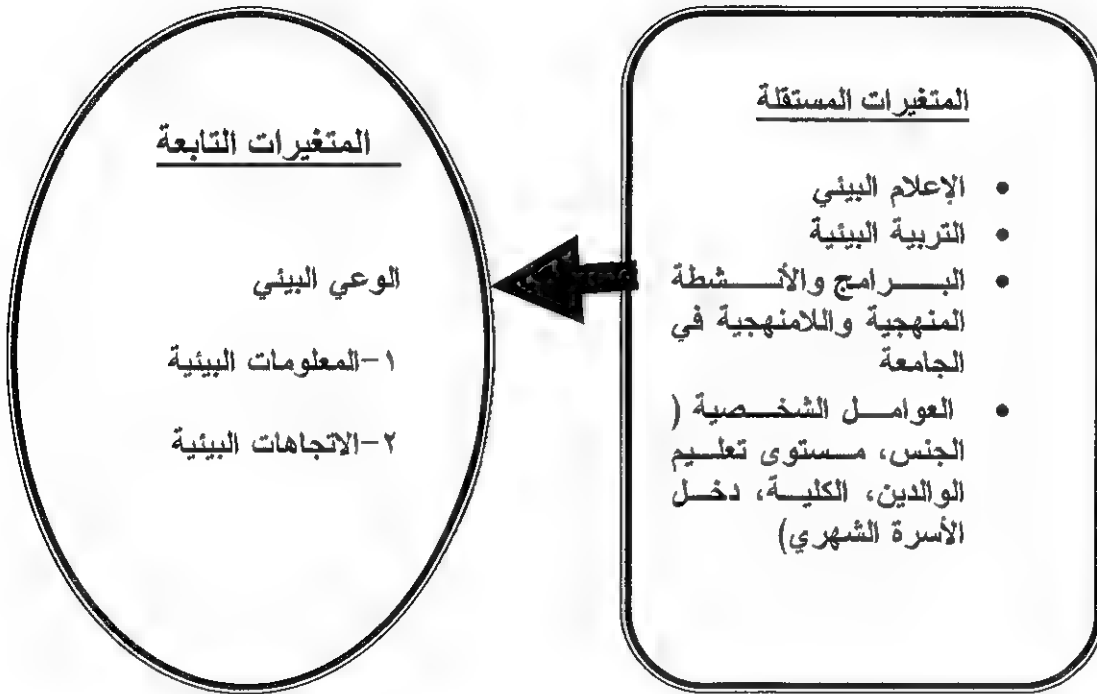 المتغيرات المستقلة
• الإعلام البيئي
• التربية البيئية
• البرامج والأنشطة
المنهجية واللامنهجية في
الجامعة
• العوامل الشخصية (
الجنس، مستوى تعليم
الوالدين، الكلية، دخل
الأسرة الشهري)
المتغيرات التابعة
الوعي البيئي
١-المعلومات البيئية
٢-الاتجاهات البيئية